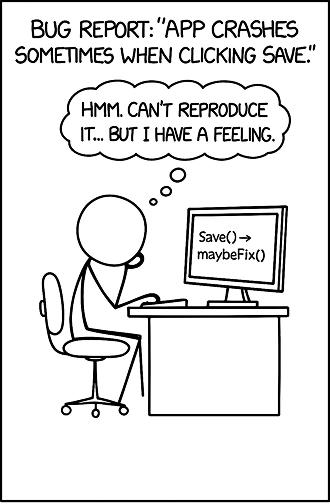 BUG REPORT: "APP CRASHES
SOMETIMES WHEN CLICKING SAVE."
HMM. CAN'T REPRODUCE
IT... BUT I HAVE A FEELING.
Save() →
maybeFix()